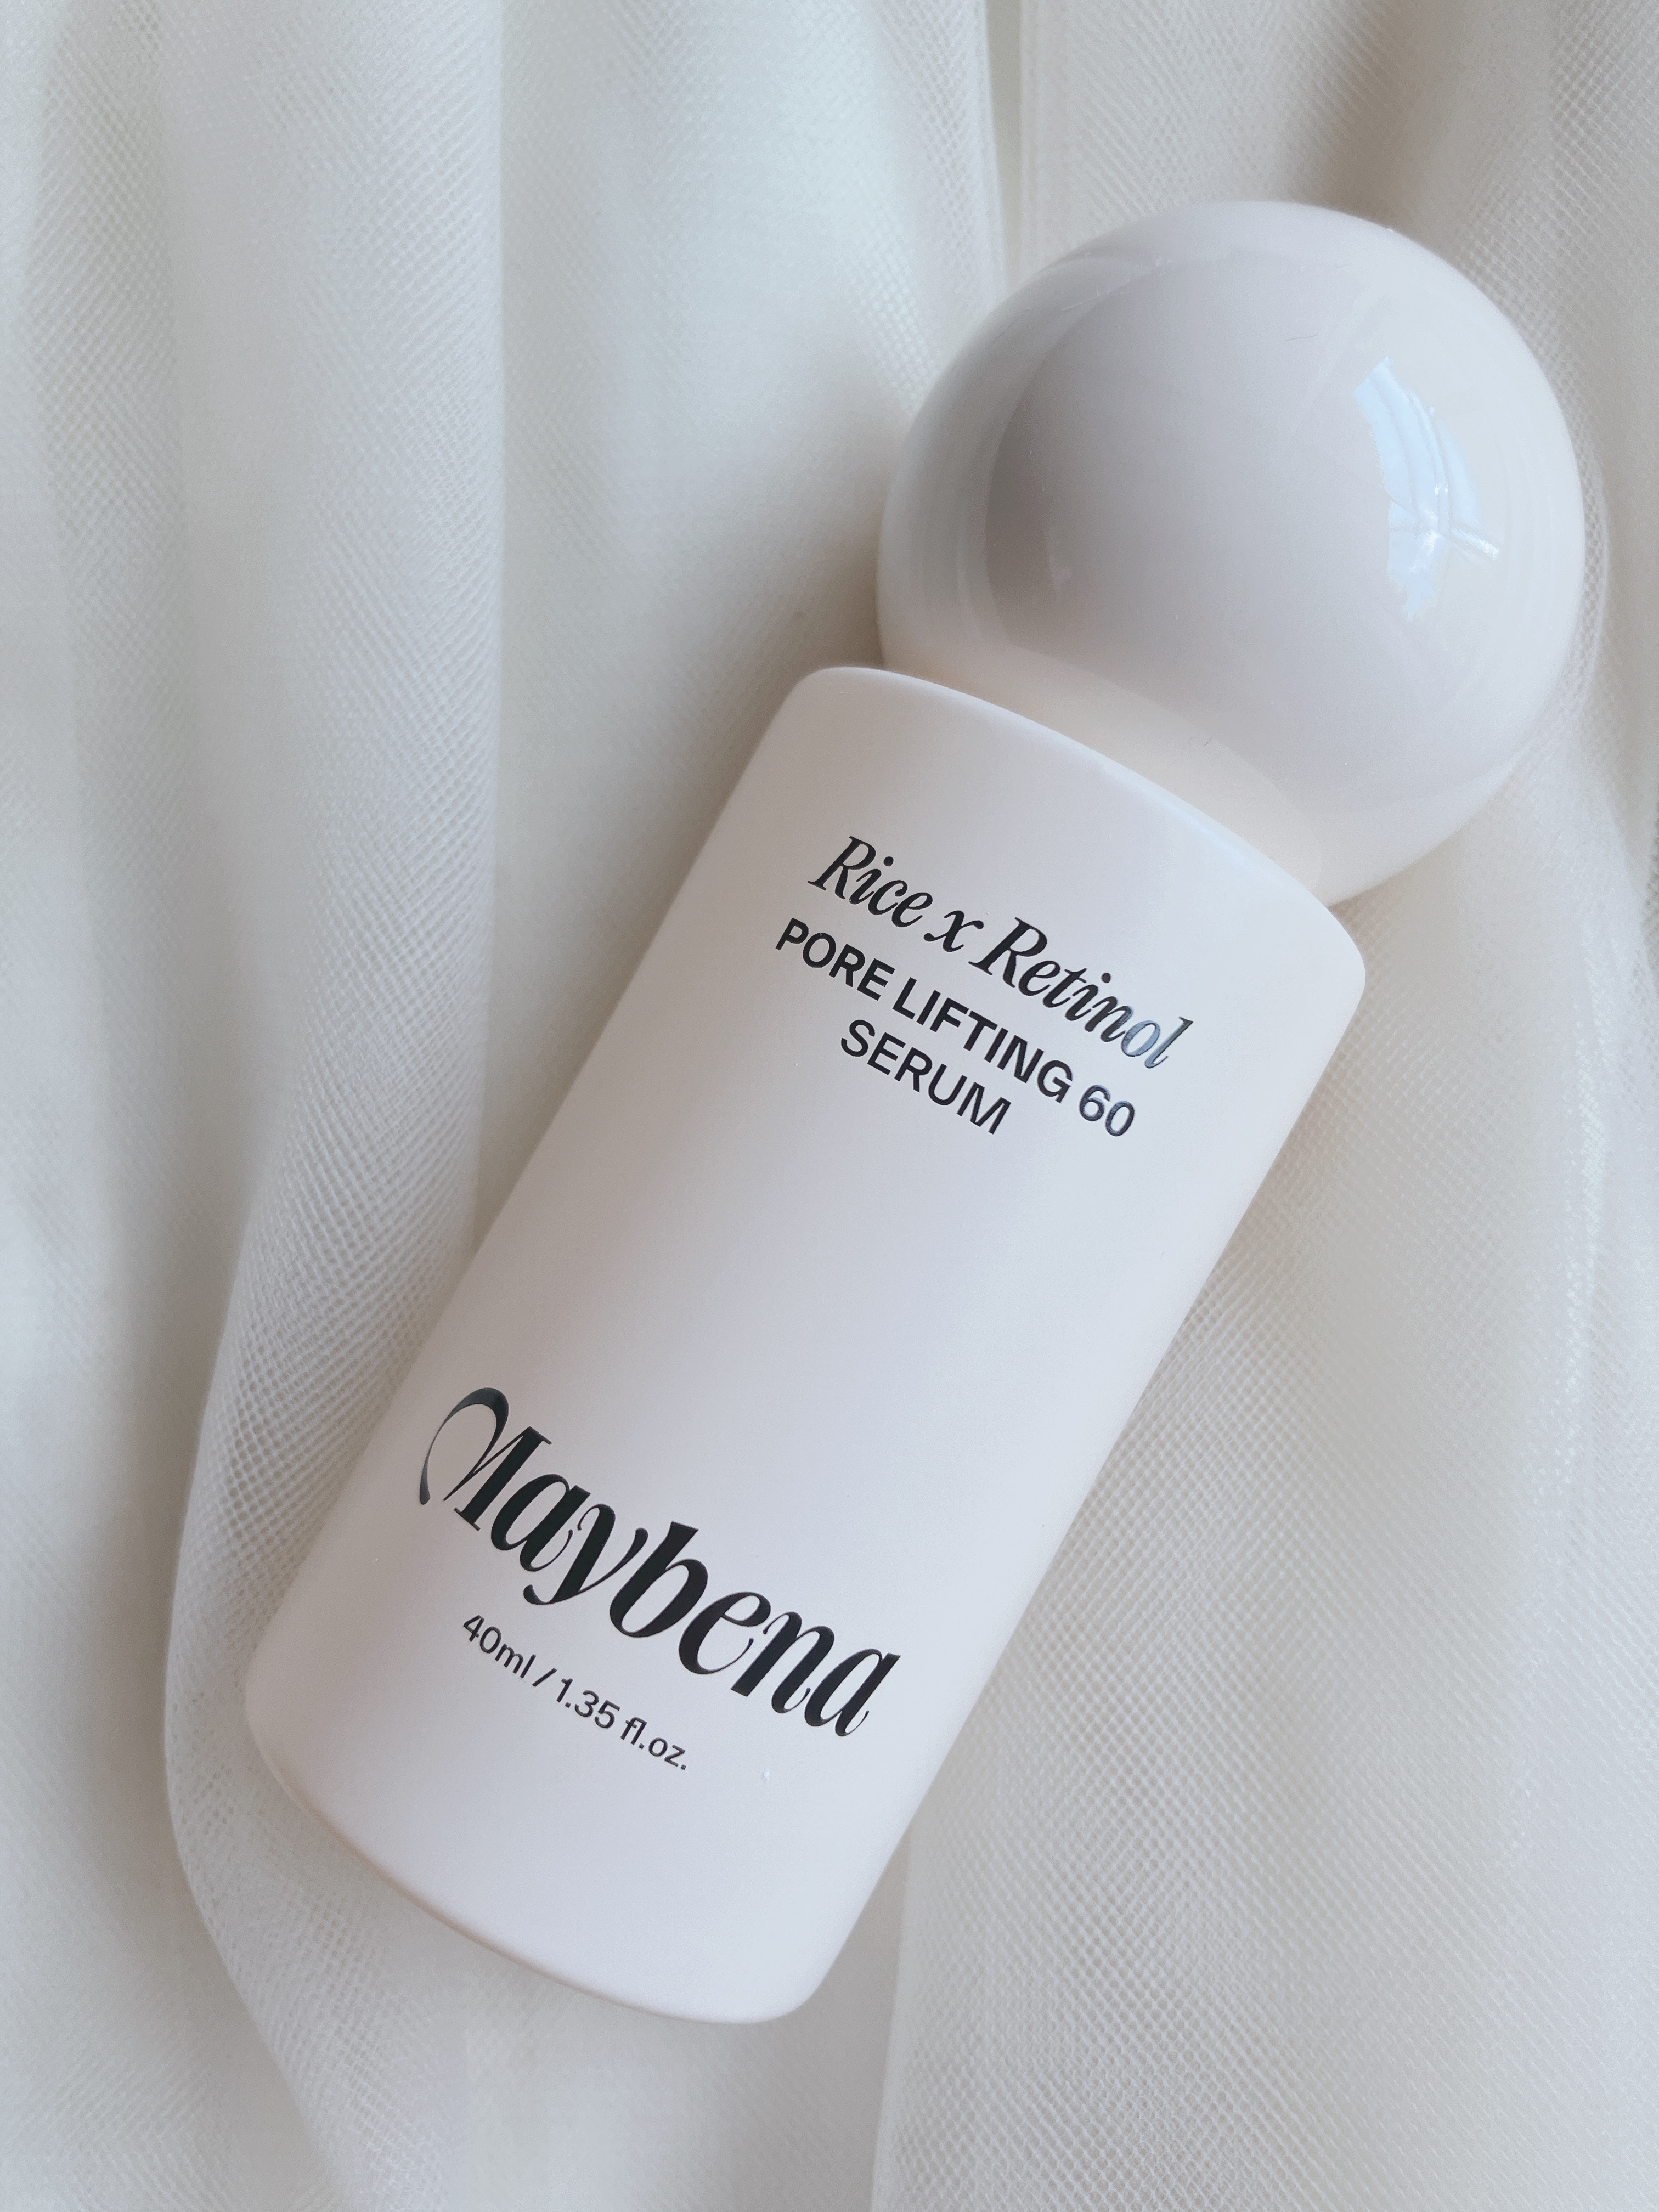 Rice x Retinol
PORE LIFTING 60
SERUM
Maybena
40ml / 1.35 fl.oz.